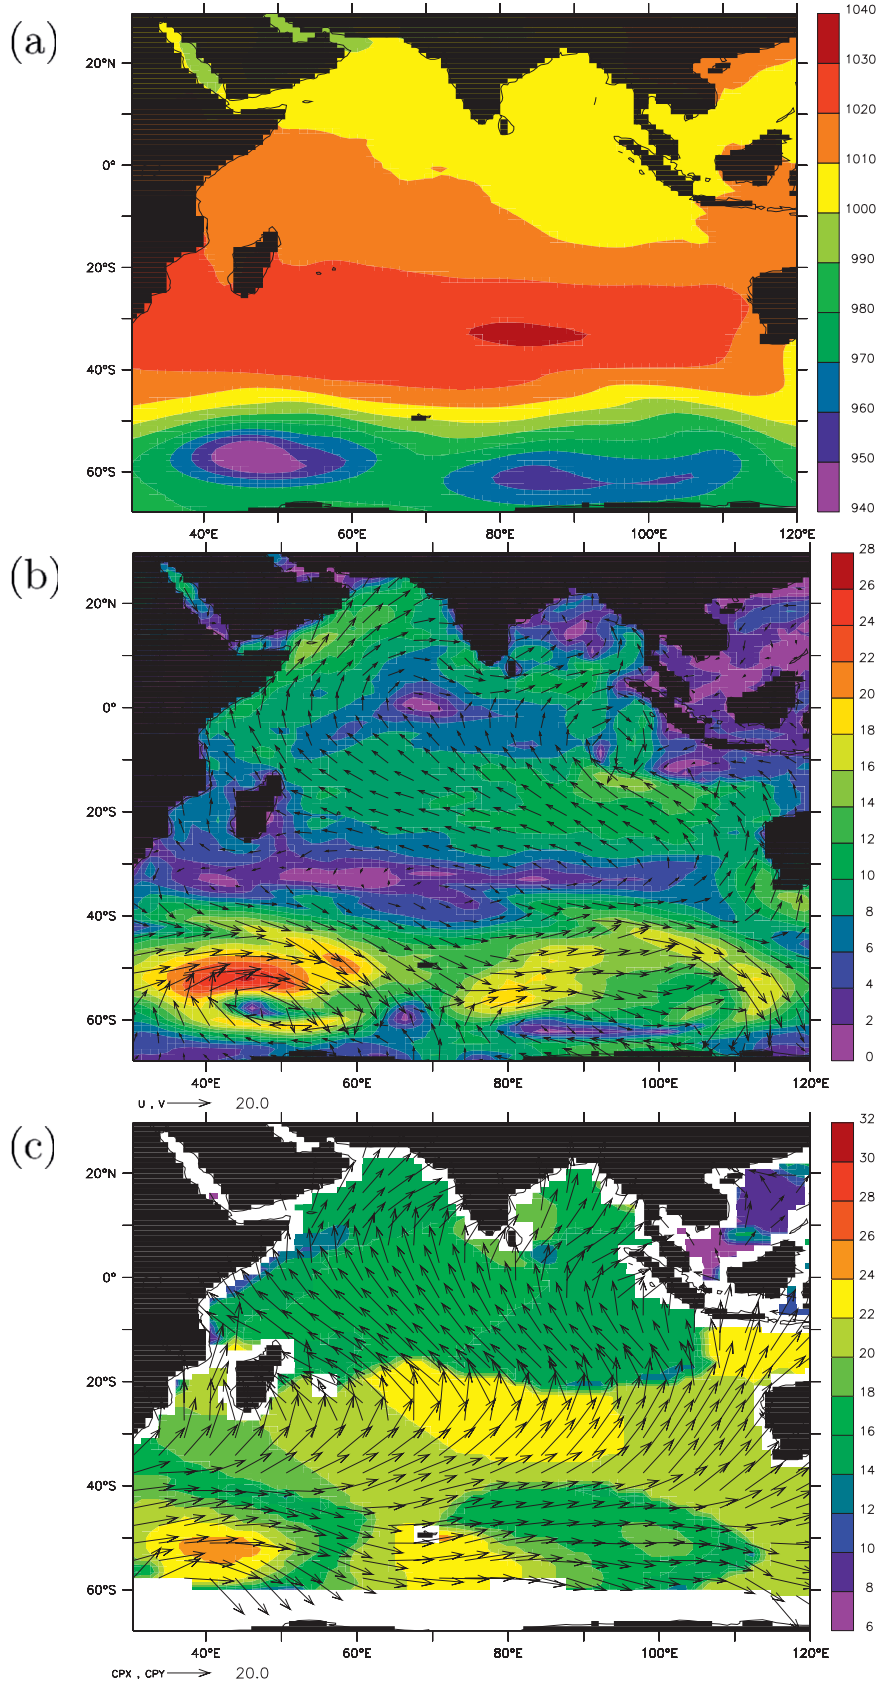 (a)
20°N
0°
20°S
40°S
60°S
40°E 60°E 80°E 100°E 120°E
1040
1030
1020
1010
1000
990
980
970
960
950
940
(b)
20°N
0°
20°S
40°S
60°S
40°E 60°E 80°E 100°E 120°E
28
26
24
22
20
18
16
14
12
10
8
6
4
2
0
U , V 20.0
(c)
20°N
0°
20°S
40°S
60°S
40°E 60°E 80°E 100°E 120°E
32
30
28
26
24
22
20
18
16
14
12
10
8
6
CPX , CPY 20.0